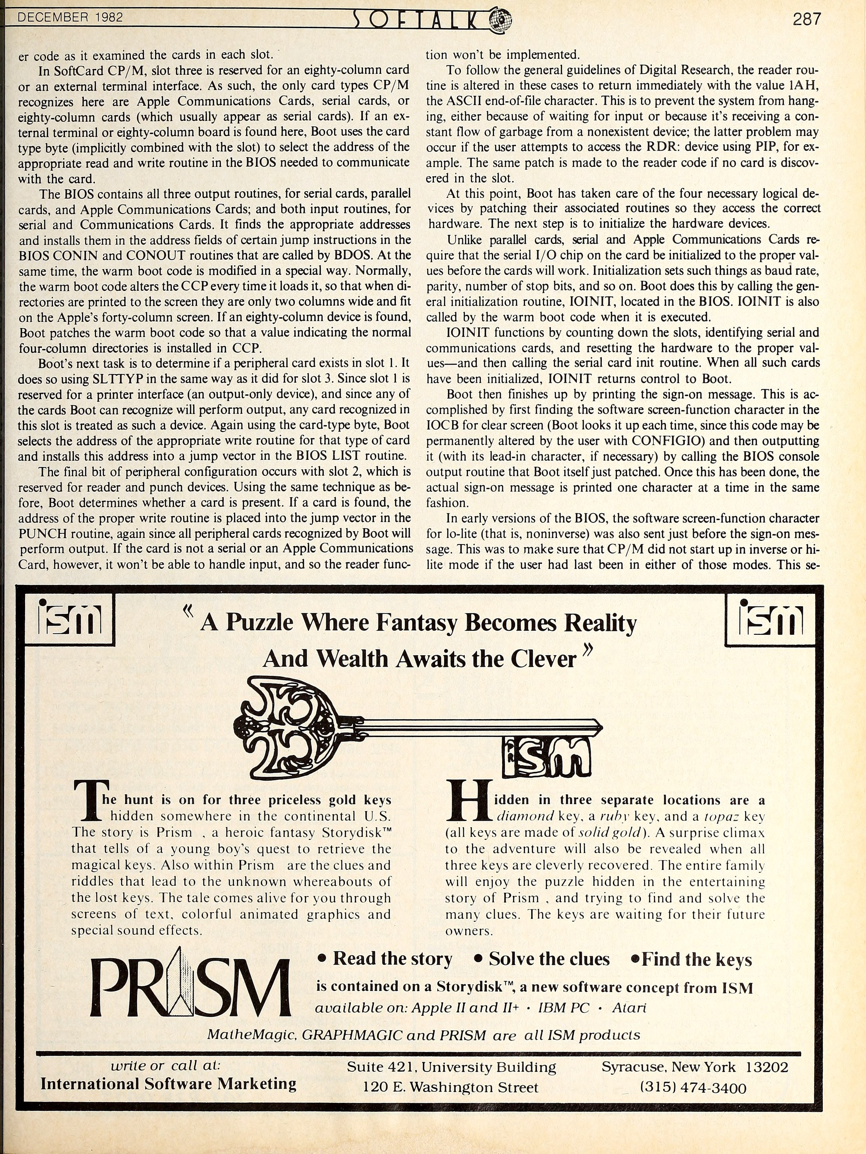 DECEMBER 1982
SOFTALK
287
er code as it examined the cards in each slot.
In SoftCard CP/M, slot three is reserved for an eighty-column card
or an external terminal interface. As such, the only card types CP/M
recognizes here are Apple Communications Cards, serial cards, or
eighty-column cards (which usually appear as serial cards). If an ex-
ternal terminal or eighty-column board is found here, Boot uses the card
type byte (implicitly combined with the slot) to select the address of the
appropriate read and write routine in the BIOS needed to communicate
with the card.
The BIOS contains all three output routines, for serial cards, parallel
cards, and Apple Communications Cards; and both input routines, for
serial and Communications Cards. It finds the appropriate addresses
and installs them in the address fields of certain jump instructions in the
BIOS CONIN and CONOUT routines that are called by BDOS. At the
same time, the warm boot code is modified in a special way. Normally,
the warm boot code alters the CCP every time it loads it, so that when di-
rectories are printed to the screen they are only two columns wide and fit
on the Apple's forty-column screen. If an eighty-column device is found,
Boot patches the warm boot code so that a value indicating the normal
four-column directories is installed in CCP.
Boot's next task is to determine if a peripheral card exists in slot 1. It
does so using SLTTYP in the same way as it did for slot 3. Since slot 1 is
reserved for a printer interface (an output-only device), and since any of
the cards Boot can recognize will perform output, any card recognized in
this slot is treated as such a device. Again using the card-type byte, Boot
selects the address of the appropriate write routine for that type of card
and installs this address into a jump vector in the BIOS LIST routine.
The final bit of peripheral configuration occurs with slot 2, which is
reserved for reader and punch devices. Using the same technique as be-
fore, Boot determines whether a card is present. If a card is found, the
address of the proper write routine is placed into the jump vector in the
PUNCH routine, again since all peripheral cards recognized by Boot will
perform output. If the card is not a serial or an Apple Communications
Card, however, it won't be able to handle input, and so the reader func-
tion won't be implemented.
To follow the general guidelines of Digital Research, the reader rou-
tine is altered in these cases to return immediately with the value 1AH,
the ASCII end-of-file character. This is to prevent the system from hang-
ing, either because of waiting for input or because it's receiving a con-
stant flow of garbage from a nonexistent device; the latter problem may
occur if the user attempts to access the RDR: device using PIP, for ex-
ample. The same patch is made to the reader code if no card is discov-
ered in the slot.
At this point, Boot has taken care of the four necessary logical de-
vices by patching their associated routines so they access the correct
hardware. The next step is to initialize the hardware devices.
Unlike parallel cards, serial and Apple Communications Cards re-
quire that the serial I/O chip on the card be initialized to the proper val-
ues before the cards will work. Initialization sets such things as baud rate,
parity, number of stop bits, and so on. Boot does this by calling the gen-
eral initialization routine, IOINIT, located in the BIOS. IOINIT is also
called by the warm boot code when it is executed.
IOINIT functions by counting down the slots, identifying serial and
communications cards, and resetting the hardware to the proper val-
ues—and then calling the serial card init routine. When all such cards
have been initialized, IOINIT returns control to Boot.
Boot then finishes up by printing the sign-on message. This is ac-
complished by first finding the software screen-function character in the
IOCB for clear screen (Boot looks it up each time, since this code may be
permanently altered by the user with CONFIGIO) and then outputting
it (with its lead-in character, if necessary) by calling the BIOS console
output routine that Boot itself just patched. Once this has been done, the
actual sign-on message is printed one character at a time in the same
fashion.
In early versions of the BIOS, the software screen-function character
for lo-lite (that is, noninverse) was also sent just before the sign-on mes-
sage. This was to make sure that CP/M did not start up in inverse or hi-
lite mode if the user had last been in either of those modes. This se-
ism
ism
« A Puzzle Where Fantasy Becomes Reality
And Wealth Awaits the Clever »
PRISM
The hunt is on for three priceless gold keys
hidden somewhere in the continental U.S.
The story is Prism , a heroic fantasy Storydisk™
that tells of a young boy's quest to retrieve the
magical keys. Also within Prism are the clues and
riddles that lead to the unknown whereabouts of
the lost keys. The tale comes alive for you through
screens of text, colorful animated graphics and
special sound effects.
Hidden in three separate locations are a
diamond key, a ruby key, and a topaz key
(all keys are made of solid gold). A surprise climax
to the adventure will also be revealed when all
three keys are cleverly recovered. The entire family
will enjoy the puzzle hidden in the entertaining
story of Prism , and trying to find and solve the
many clues. The keys are waiting for their future
owners.
PRISM
• Read the story • Solve the clues •Find the keys
is contained on a Storydisk™, a new software concept from ISM
available on: Apple II and II+ · IBM PC · Atari
MatheMagic, GRAPHMAGIC and PRISM are all ISM products
write or call at:
International Software Marketing
Suite 421, University Building
120 E. Washington Street
Syracuse, New York 13202
(315) 474-3400